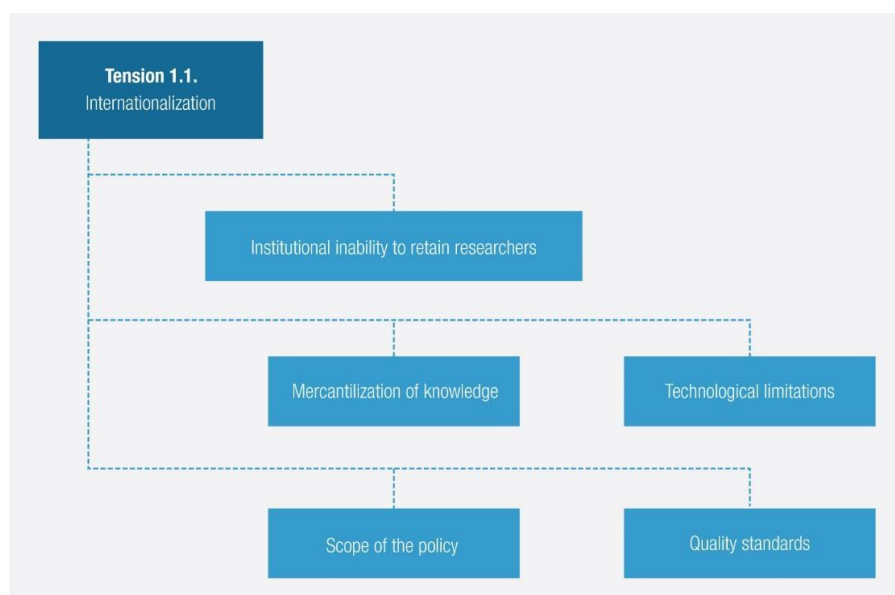 Tension 1.1.
Internationalization
Institutional inability to retain researchers
Mercantilization of knowledge
Technological limitations
Scope of the policy
Quality standards